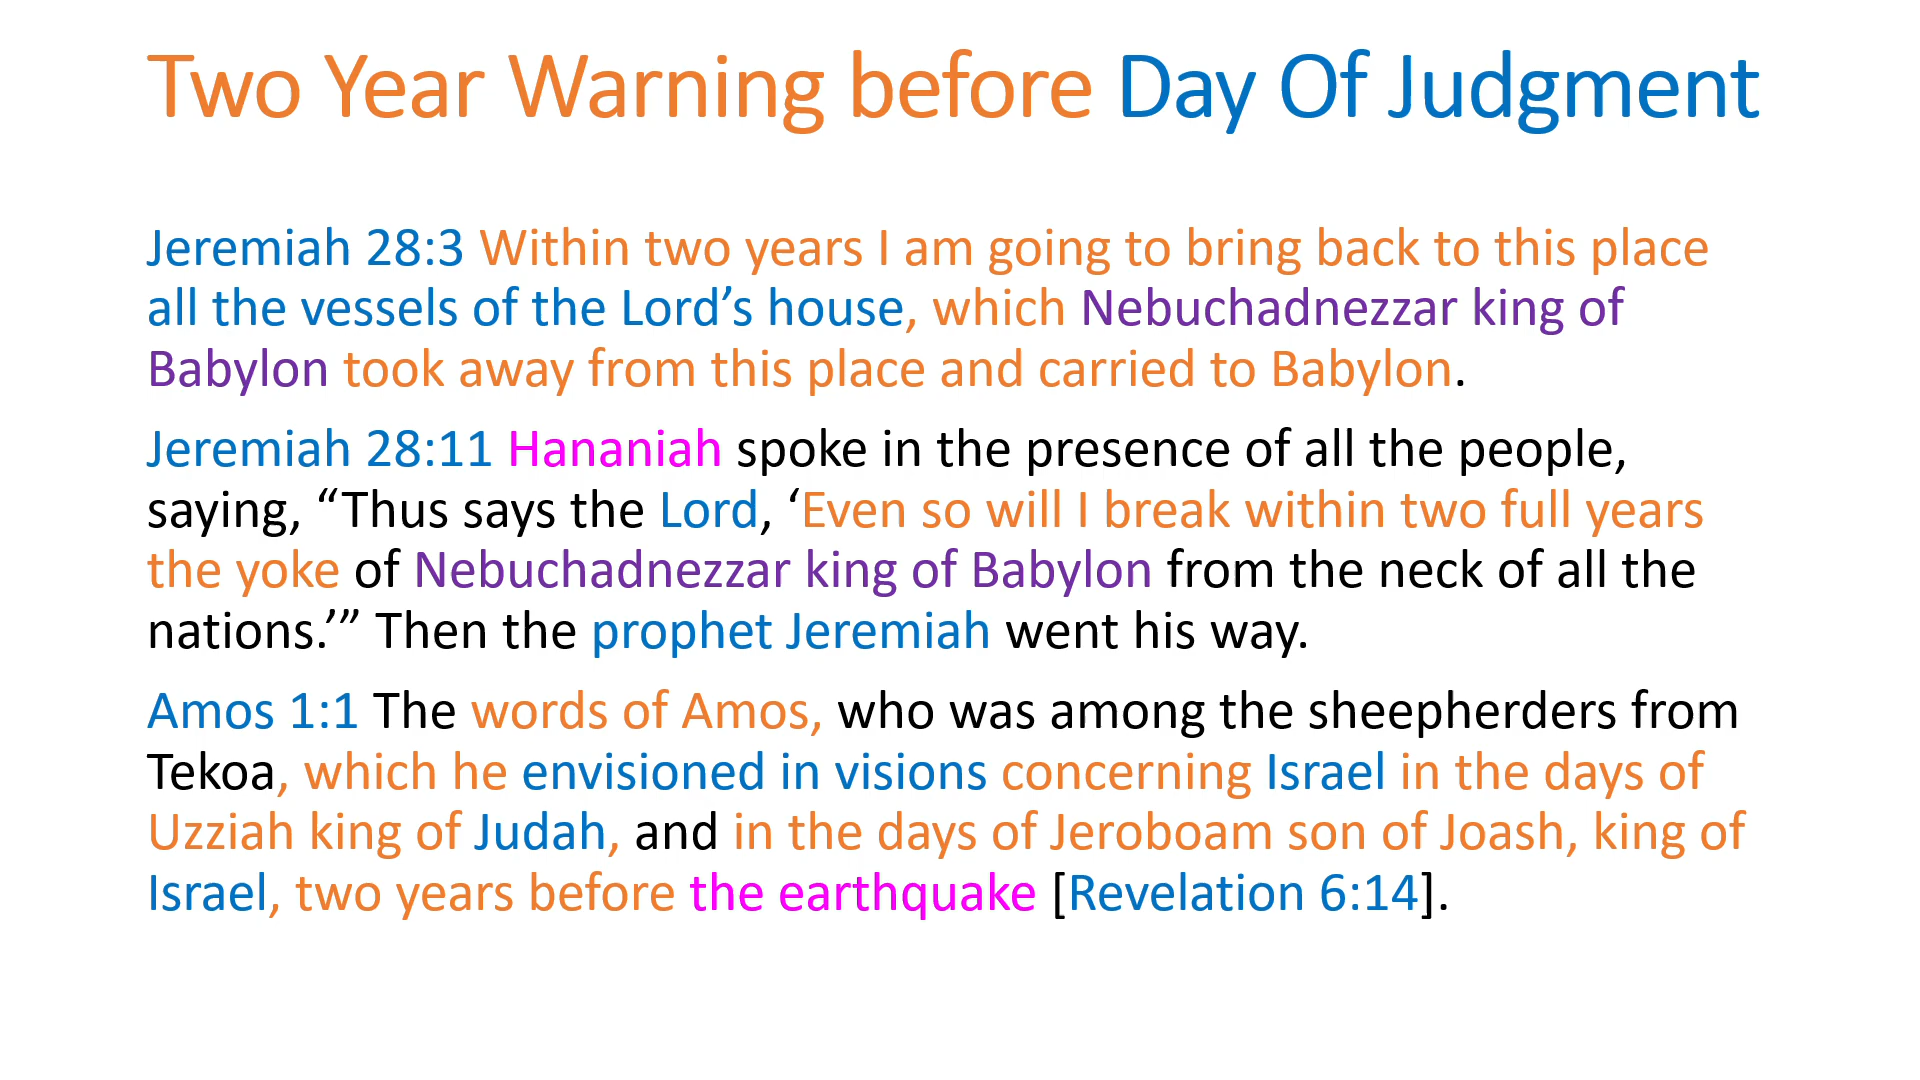 Two Year Warning before Day Of Judgment
Jeremiah 28:3 Within two years I am going to bring back to this place
all the vessels of the Lord’s house, which Nebuchadnezzar king of
Babylon took away from this place and carried to Babylon.
Jeremiah 28:11 Hananiah spoke in the presence of all the people,
saying, “Thus says the Lord, ‘Even so will I break within two full years
the yoke of Nebuchadnezzar king of Babylon from the neck of all the
nations.’” Then the prophet Jeremiah went his way.
Amos 1:1 The words of Amos, who was among the sheepherders from
Tekoa, which he envisioned in visions concerning Israel in the days of
Uzziah king of Judah, and in the days of Jeroboam son of Joash, king of
Israel, two years before the earthquake [Revelation 6:14].